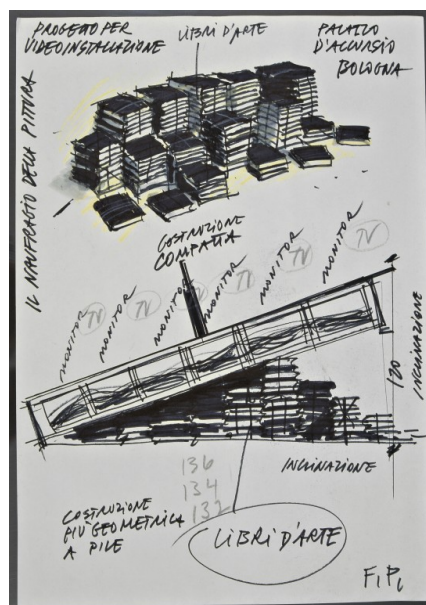 PROGETTO PER
VIDEOINSTALLAZIONE
LIBRI D'ARTE
PALAZZO
D'ACCURSIO
BOLOGNA
IL NAUFRAGIO DELLA PITTURA
COSTRUZIONE
COMPATTA
MONITOR TV
MONITOR TV
MONITOR TV
MONITOR TV
MONITOR TV
MONITOR TV
120
INCLINAZIONE
INCLINAZIONE
136
134
132
COSTRUZIONE
PIÙ GEOMETRICA
A PILE
LIBRI D'ARTE
F. P.